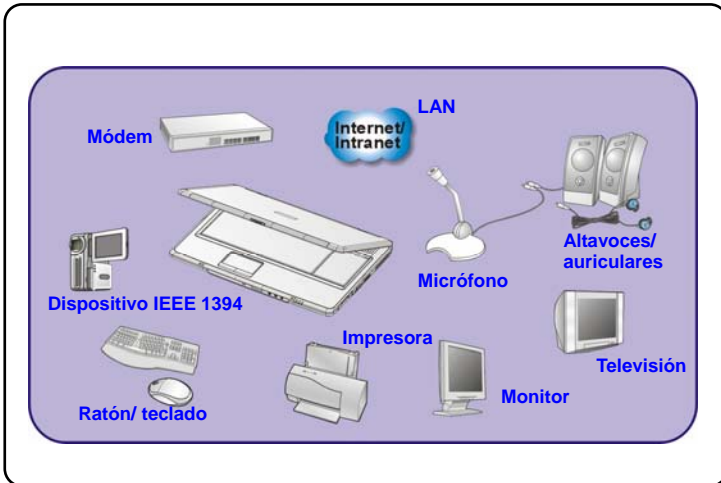 LAN
Módem
Internet/
Intranet
Altavoces/
auriculares
Micrófono
Dispositivo IEEE 1394
Impresora
Televisión
Monitor
Ratón/ teclado